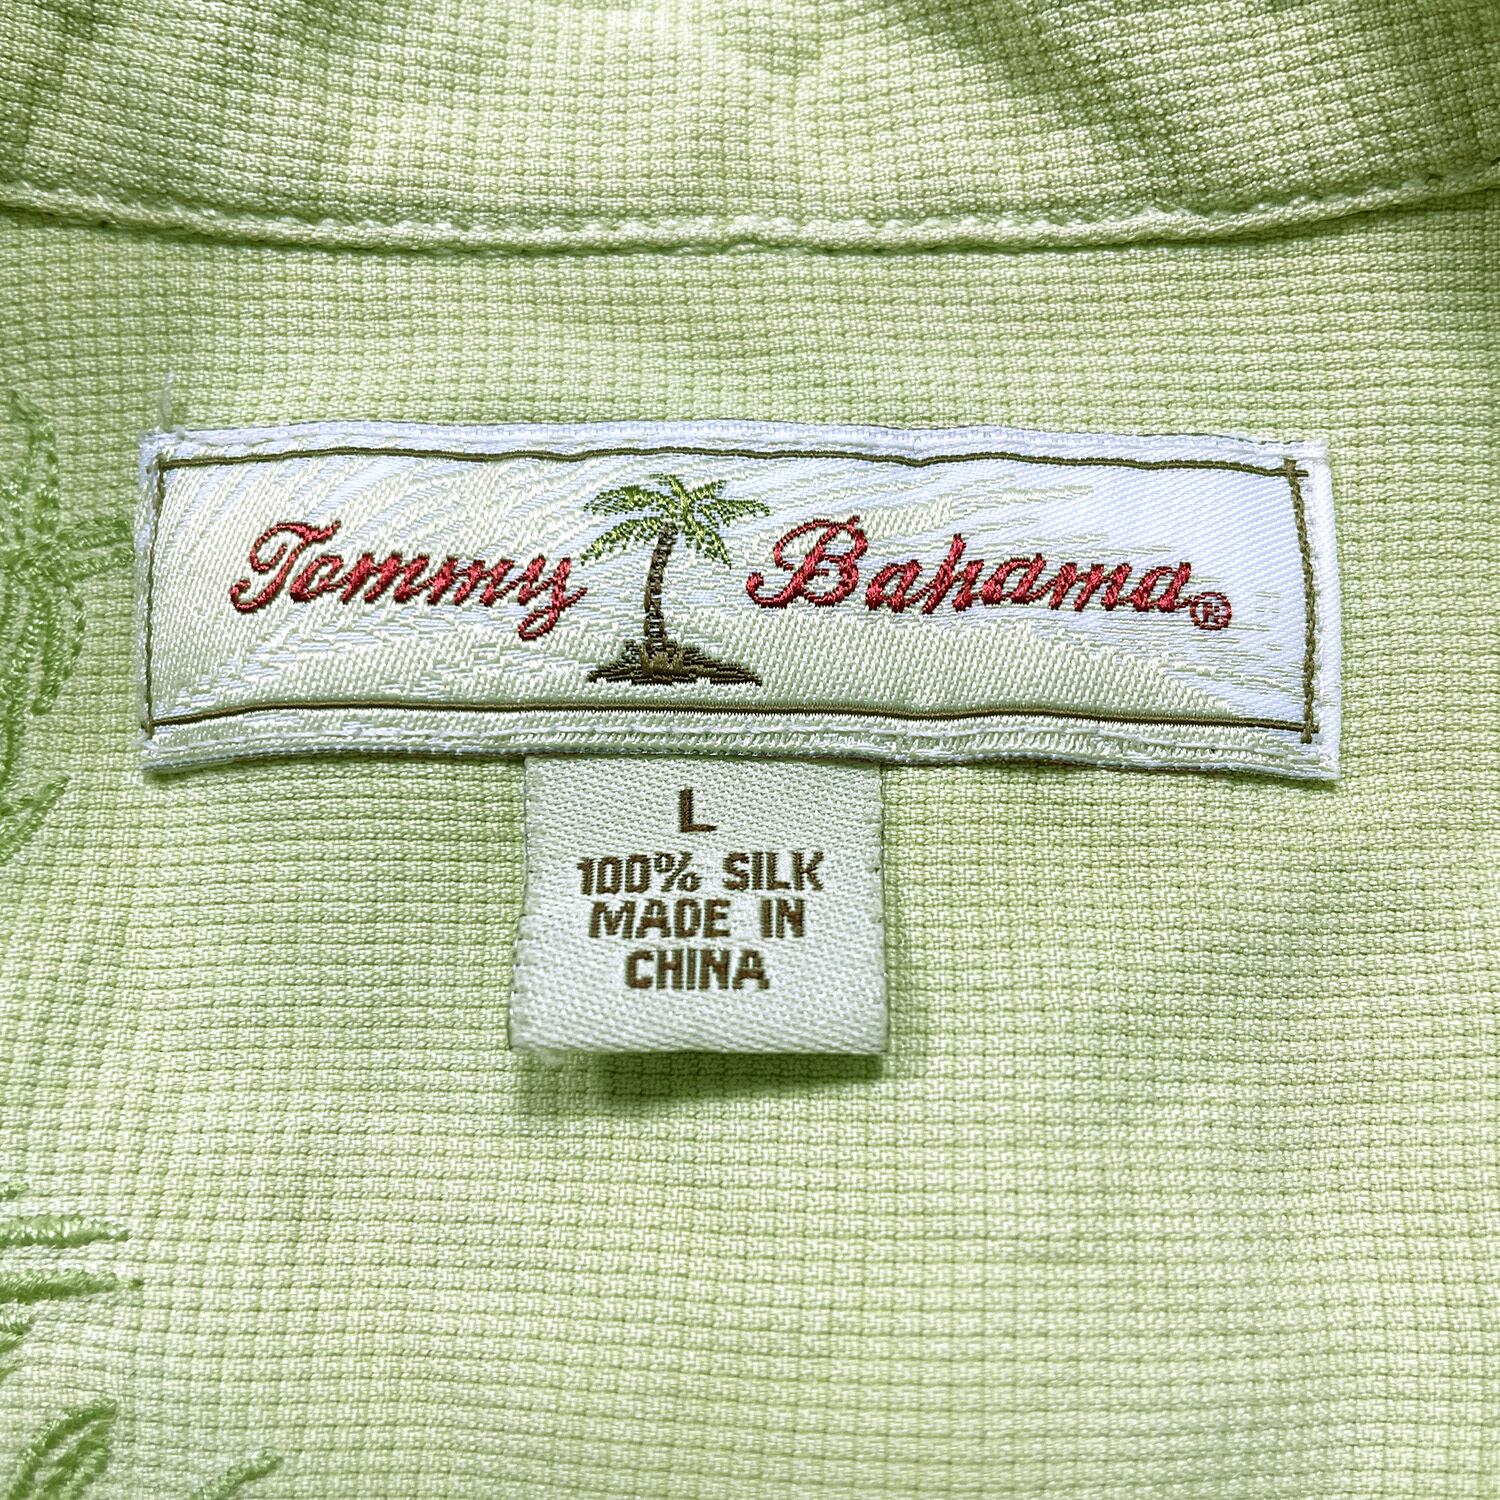 Tommy Bahama®
L
100% SILK
MADE IN
CHINA